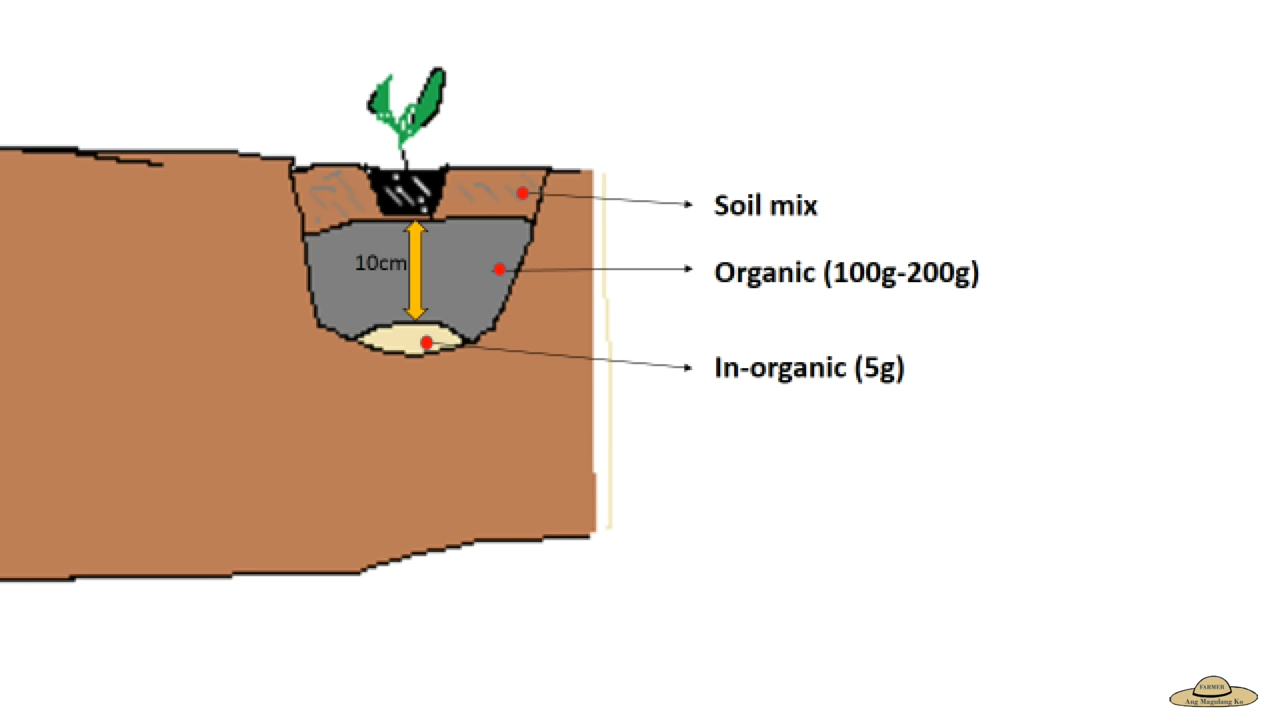 Soil mix
10cm
Organic (100g-200g)
In-organic (5g)
FARMER
Ang Magulang Ko